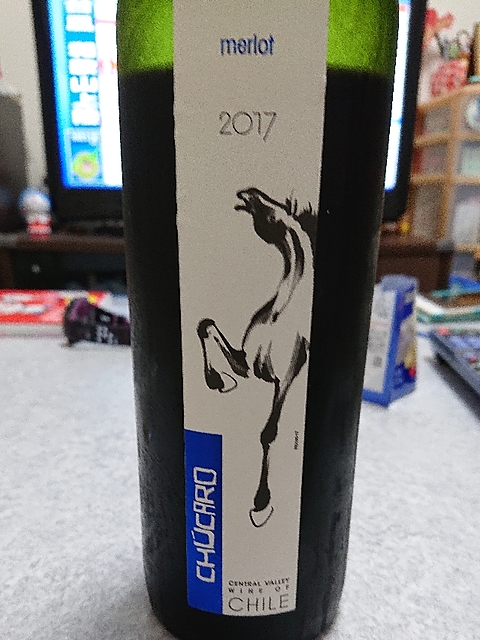 merlot
2017
CHÚCARO
CENTRAL VALLEY
WINE OF
CHILE